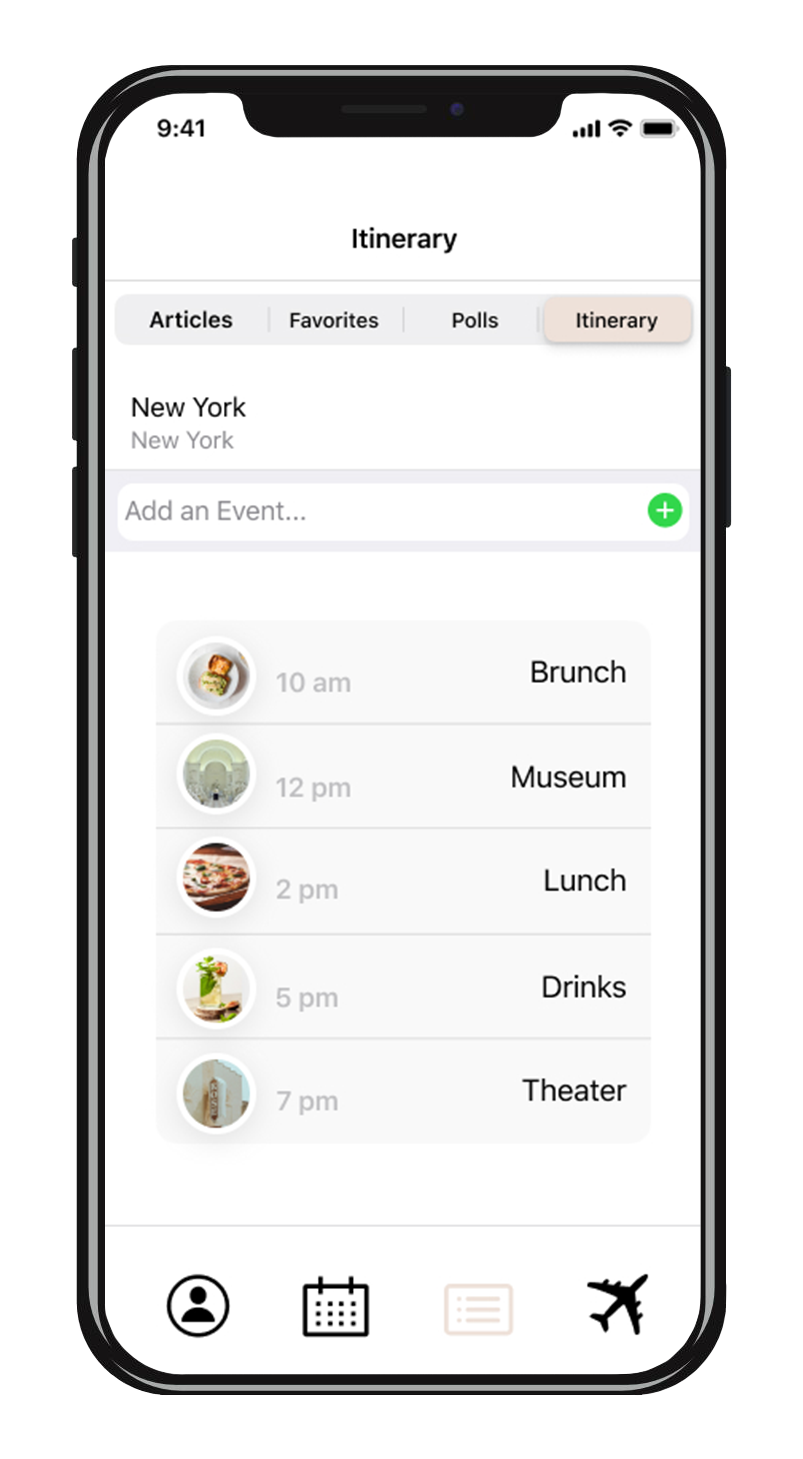 9:41
Itinerary
Articles Favorites Polls Itinerary
New York
New York
Add an Event...
10 am Brunch
12 pm Museum
2 pm Lunch
5 pm Drinks
7 pm Theater